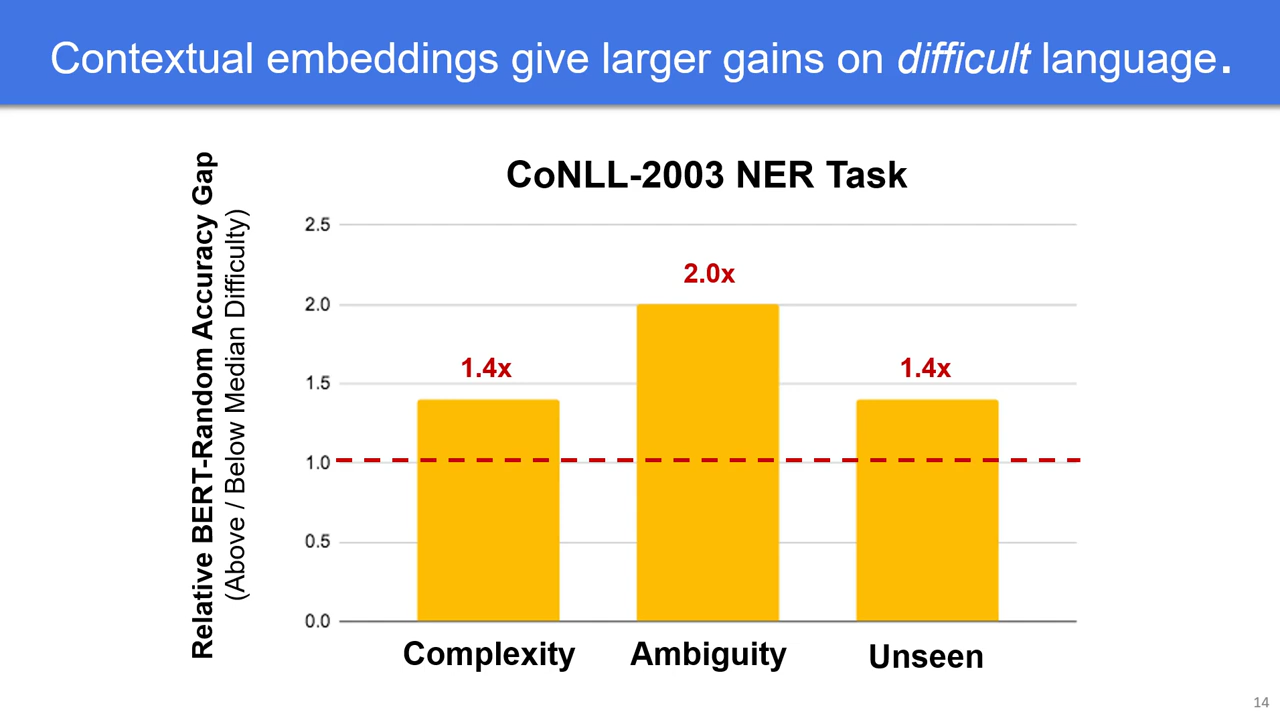 Contextual embeddings give larger gains on difficult language.
CoNLL-2003 NER Task
Relative BERT-Random Accuracy Gap
(Above / Below Median Difficulty)
2.5
2.0
1.5
1.0
0.5
0.0
1.4x
2.0x
1.4x
Complexity
Ambiguity
Unseen
14